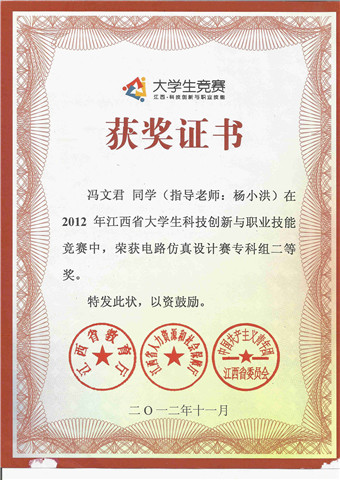 大学生竞赛
江西·科技创新与职业技能
获奖证书
冯文君 同学（指导老师：杨小洪）在
2012 年江西省大学生科技创新与职业技能
竞赛中，荣获电路仿真设计赛专科组二等
奖。
特发此状，以资鼓励。
江西省教育厅
江西省人力资源和社会保障厅
中国共产主义青年团
江西省委员会
二〇一二年十一月